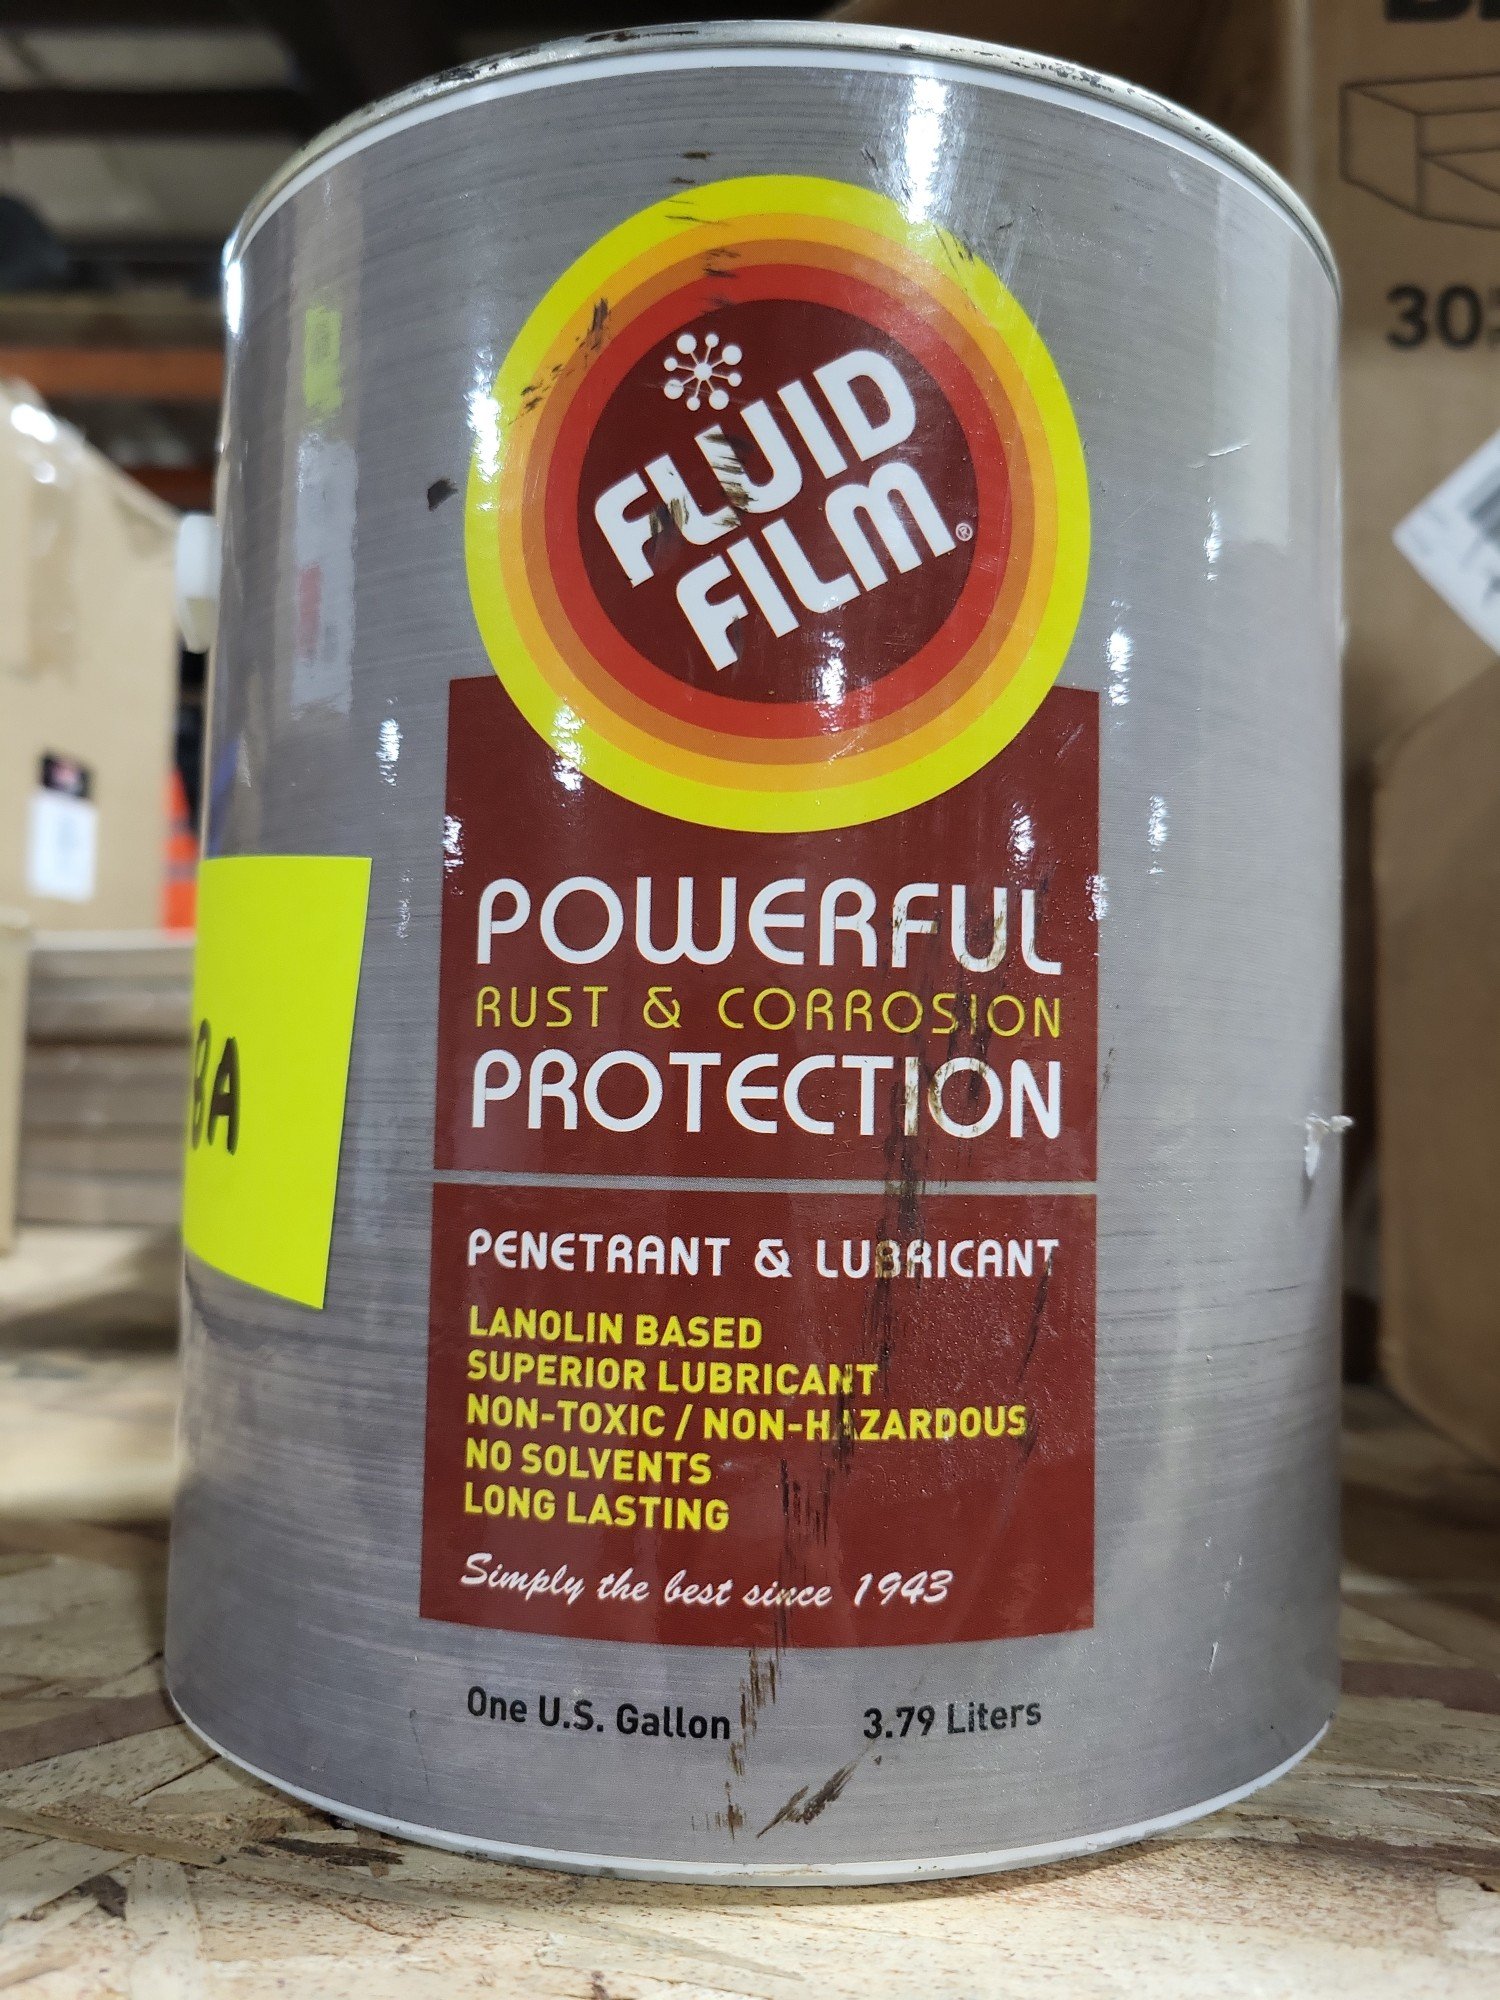 FLUID
FILM®
POWERFUL
RUST & CORROSION
PROTECTION
PENETRANT & LUBRICANT
LANOLIN BASED
SUPERIOR LUBRICANT
NON-TOXIC / NON-HAZARDOUS
NO SOLVENTS
LONG LASTING
Simply the best since 1943
One U.S. Gallon 3.79 Liters